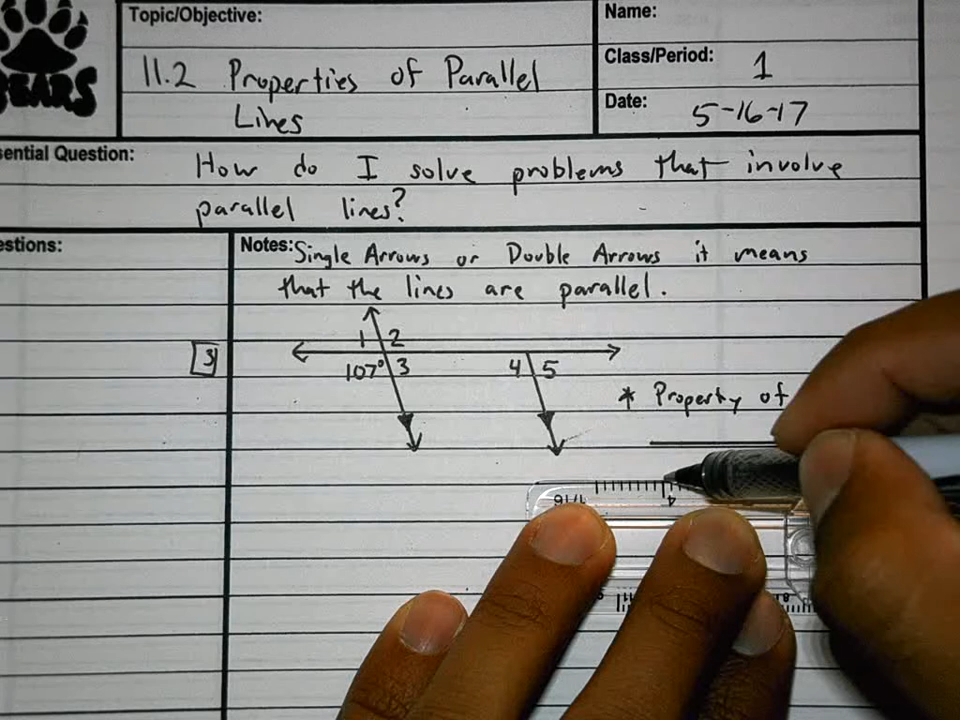 BEARS
Topic/Objective:
11.2 Properties of Parallel
Lines
Name:
Class/Period: 1
Date: 5-16-17
sential Question: How do I solve problems that involve
parallel lines?
estions:
Notes: Single Arrows or Double Arrows it means
that the lines are parallel.
1 2
107° 3 4 5
* Property of